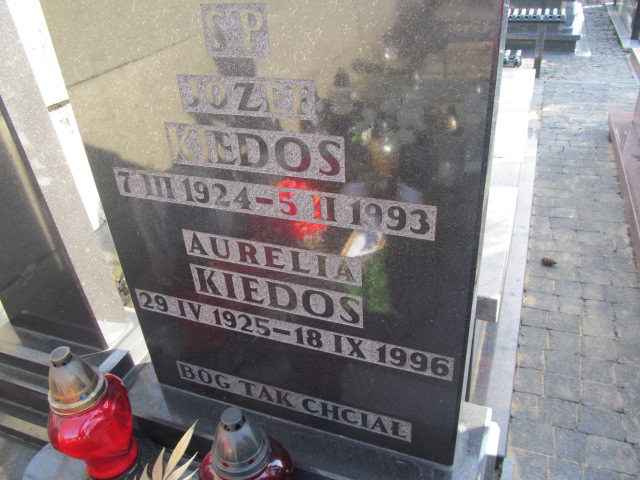 ŚP
JÓZEF
KIEDOS
7 III 1924-5 II 1993
AURELIA
KIEDOS
29 IV 1925-18 IX 1996
BÓG TAK CHCIAŁ